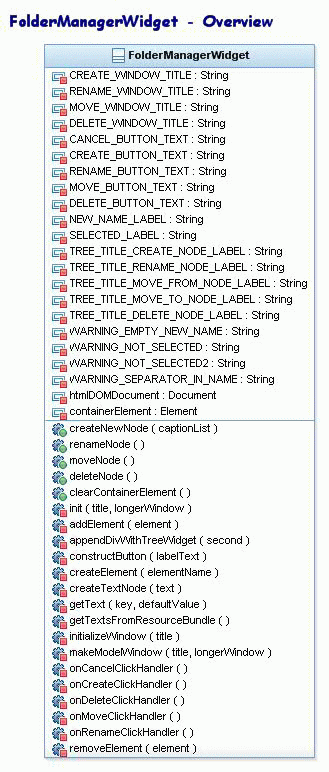 FolderManagerWidget - Overview
FolderManagerWidget
CREATE_WINDOW_TITLE : String
RENAME_WINDOW_TITLE : String
MOVE_WINDOW_TITLE : String
DELETE_WINDOW_TITLE : String
CANCEL_BUTTON_TEXT : String
CREATE_BUTTON_TEXT : String
RENAME_BUTTON_TEXT : String
MOVE_BUTTON_TEXT : String
DELETE_BUTTON_TEXT : String
NEW_NAME_LABEL : String
SELECTED_LABEL : String
TREE_TITLE_CREATE_NODE_LABEL : String
TREE_TITLE_RENAME_NODE_LABEL : String
TREE_TITLE_MOVE_FROM_NODE_LABEL : String
TREE_TITLE_MOVE_TO_NODE_LABEL : String
TREE_TITLE_DELETE_NODE_LABEL : String
WARNING_EMPTY_NEW_NAME : String
WARNING_NOT_SELECTED : String
WARNING_NOT_SELECTED2 : String
WARNING_SEPARATOR_IN_NAME : String
htmlDOMDocument : Document
containerElement : Element
createNewNode ( captionList )
renameNode ( )
moveNode ( )
deleteNode ( )
clearContainerElement ( )
init ( title, longerWindow )
addElement ( element )
appendDivWithTreeWidget ( second )
constructButton ( labelText )
createElement ( elementName )
createTextNode ( text )
getText ( key, defaultValue )
getTextsFromResourceBundle ( )
initializeWindow ( title )
makeModelWindow ( title, longerWindow )
onCancelClickHandler ( )
onCreateClickHandler ( )
onDeleteClickHandler ( )
onMoveClickHandler ( )
onRenameClickHandler ( )
removeElement ( element )